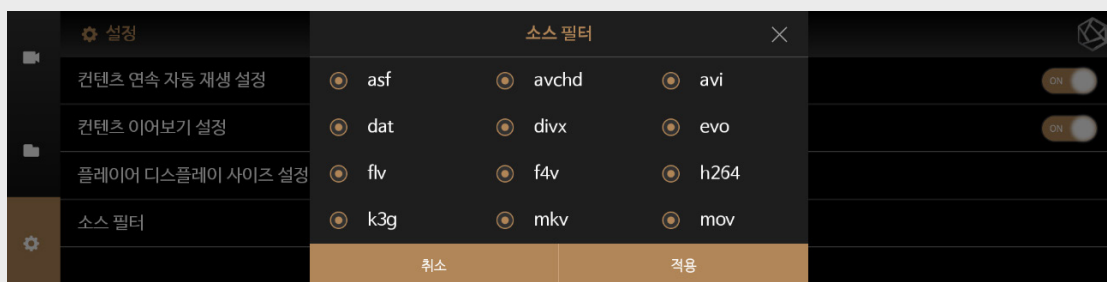 설정
컨텐츠 연속 자동 재생 설정
ON
컨텐츠 이어보기 설정
ON
플레이어 디스플레이 사이즈 설정
소스 필터
소스 필터
asf avchd avi
dat divx evo
flv f4v h264
k3g mkv mov
취소 적용